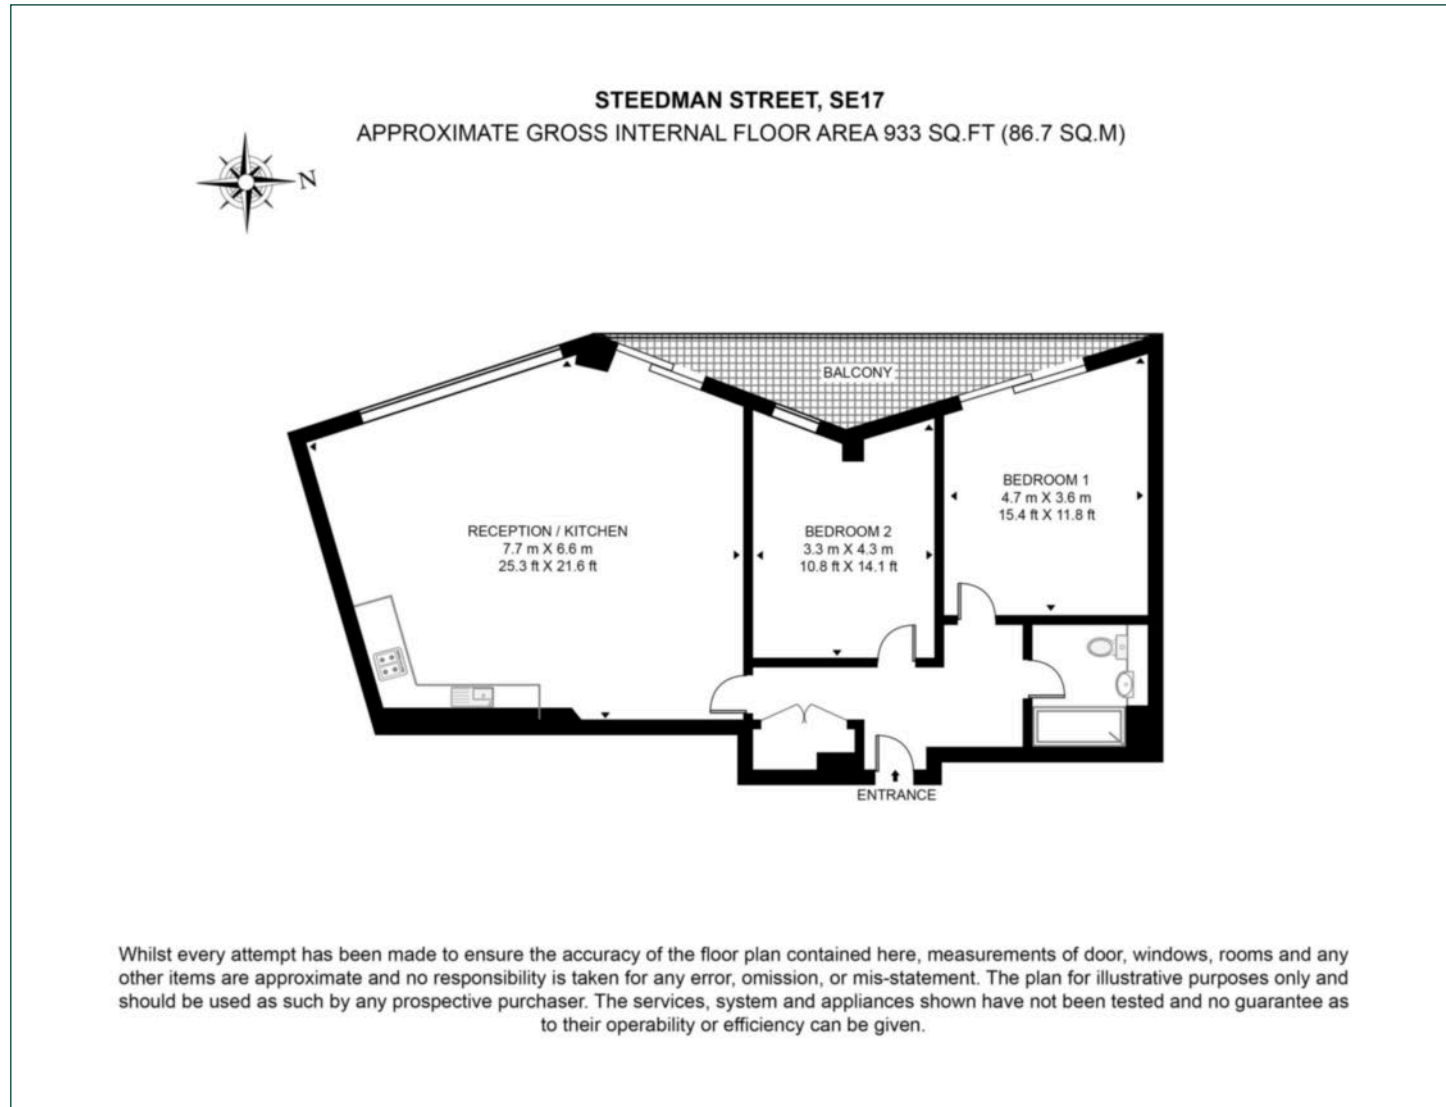 STEEDMAN STREET, SE17
APPROXIMATE GROSS INTERNAL FLOOR AREA 933 SQ.FT (86.7 SQ.M)
N
BALCONY
BEDROOM 1
4.7 m X 3.6 m
15.4 ft X 11.8 ft
RECEPTION / KITCHEN
7.7 m X 6.6 m
25.3 ft X 21.6 ft
BEDROOM 2
3.3 m X 4.3 m
10.8 ft X 14.1 ft
ENTRANCE
Whilst every attempt has been made to ensure the accuracy of the floor plan contained here, measurements of door, windows, rooms and any
other items are approximate and no responsibility is taken for any error, omission, or mis-statement. The plan for illustrative purposes only and
should be used as such by any prospective purchaser. The services, system and appliances shown have not been tested and no guarantee as
to their operability or efficiency can be given.